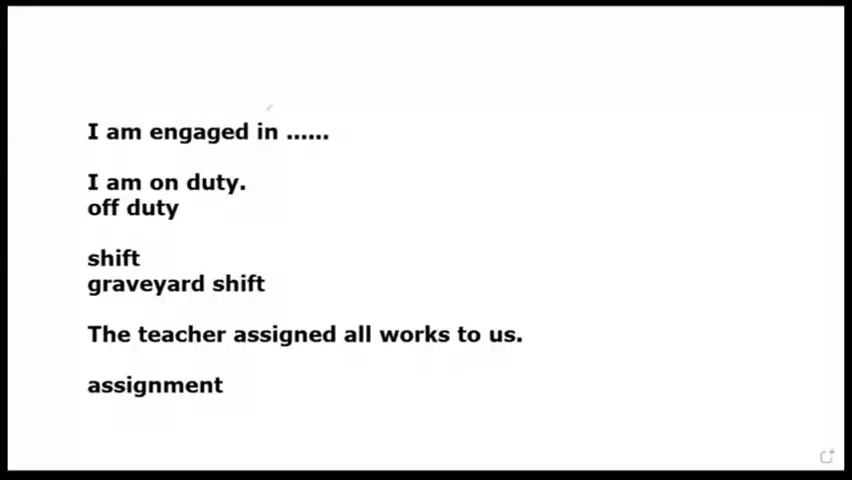 I am engaged in ......
I am on duty.
off duty
shift
graveyard shift
The teacher assigned all works to us.
assignment